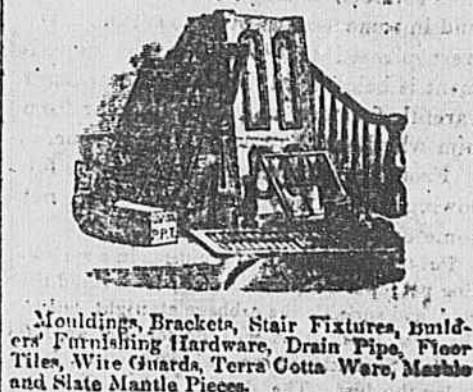 P.P.T.
Mouldings, Brackets, Stair Fixtures, Build-
ers' Furnishing Hardware, Drain Pipe, Floor
Tiles, Wire Guards, Terra Cotta Ware, Marble
and Slate Mantle Pieces.